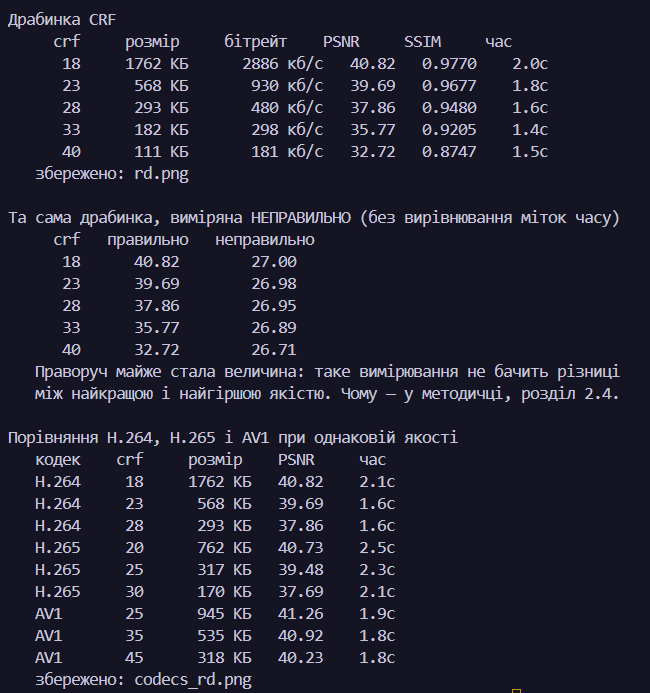 Драбинка CRF
crf розмір бітрейт PSNR SSIM час
18 1762 КБ 2886 кб/с 40.82 0.9770 2.0с
23 568 КБ 930 кб/с 39.69 0.9677 1.8с
28 293 КБ 480 кб/с 37.86 0.9480 1.6с
33 182 КБ 298 кб/с 35.77 0.9205 1.4с
40 111 КБ 181 кб/с 32.72 0.8747 1.5с
збережено: rd.png
Та сама драбинка, виміряна НЕПРАВИЛЬНО (без вирівнювання міток часу)
crf правильно неправильно
18 40.82 27.00
23 39.69 26.98
28 37.86 26.95
33 35.77 26.89
40 32.72 26.71
Праворуч майже стала величина: таке вимірювання не бачить різниці
між найкращою і найгіршою якістю. Чому — у методичці, розділ 2.4.
Порівняння H.264, H.265 і AV1 при однаковій якості
кодек crf розмір PSNR час
H.264 18 1762 КБ 40.82 2.1с
H.264 23 568 КБ 39.69 1.6с
H.264 28 293 КБ 37.86 1.6с
H.265 20 762 КБ 40.73 2.5с
H.265 25 317 КБ 39.48 2.3с
H.265 30 170 КБ 37.69 2.1с
AV1 25 945 КБ 41.26 1.9с
AV1 35 535 КБ 40.92 1.8с
AV1 45 318 КБ 40.23 1.8с
збережено: codecs_rd.png